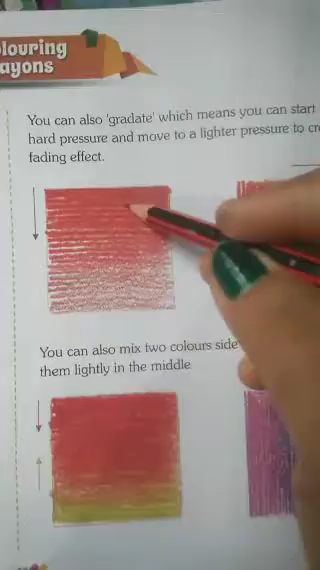 louring
ayons
You can also 'gradate' which means you can start
hard pressure and move to a lighter pressure to cr
fading effect.
You can also mix two colours side
them lightly in the middle